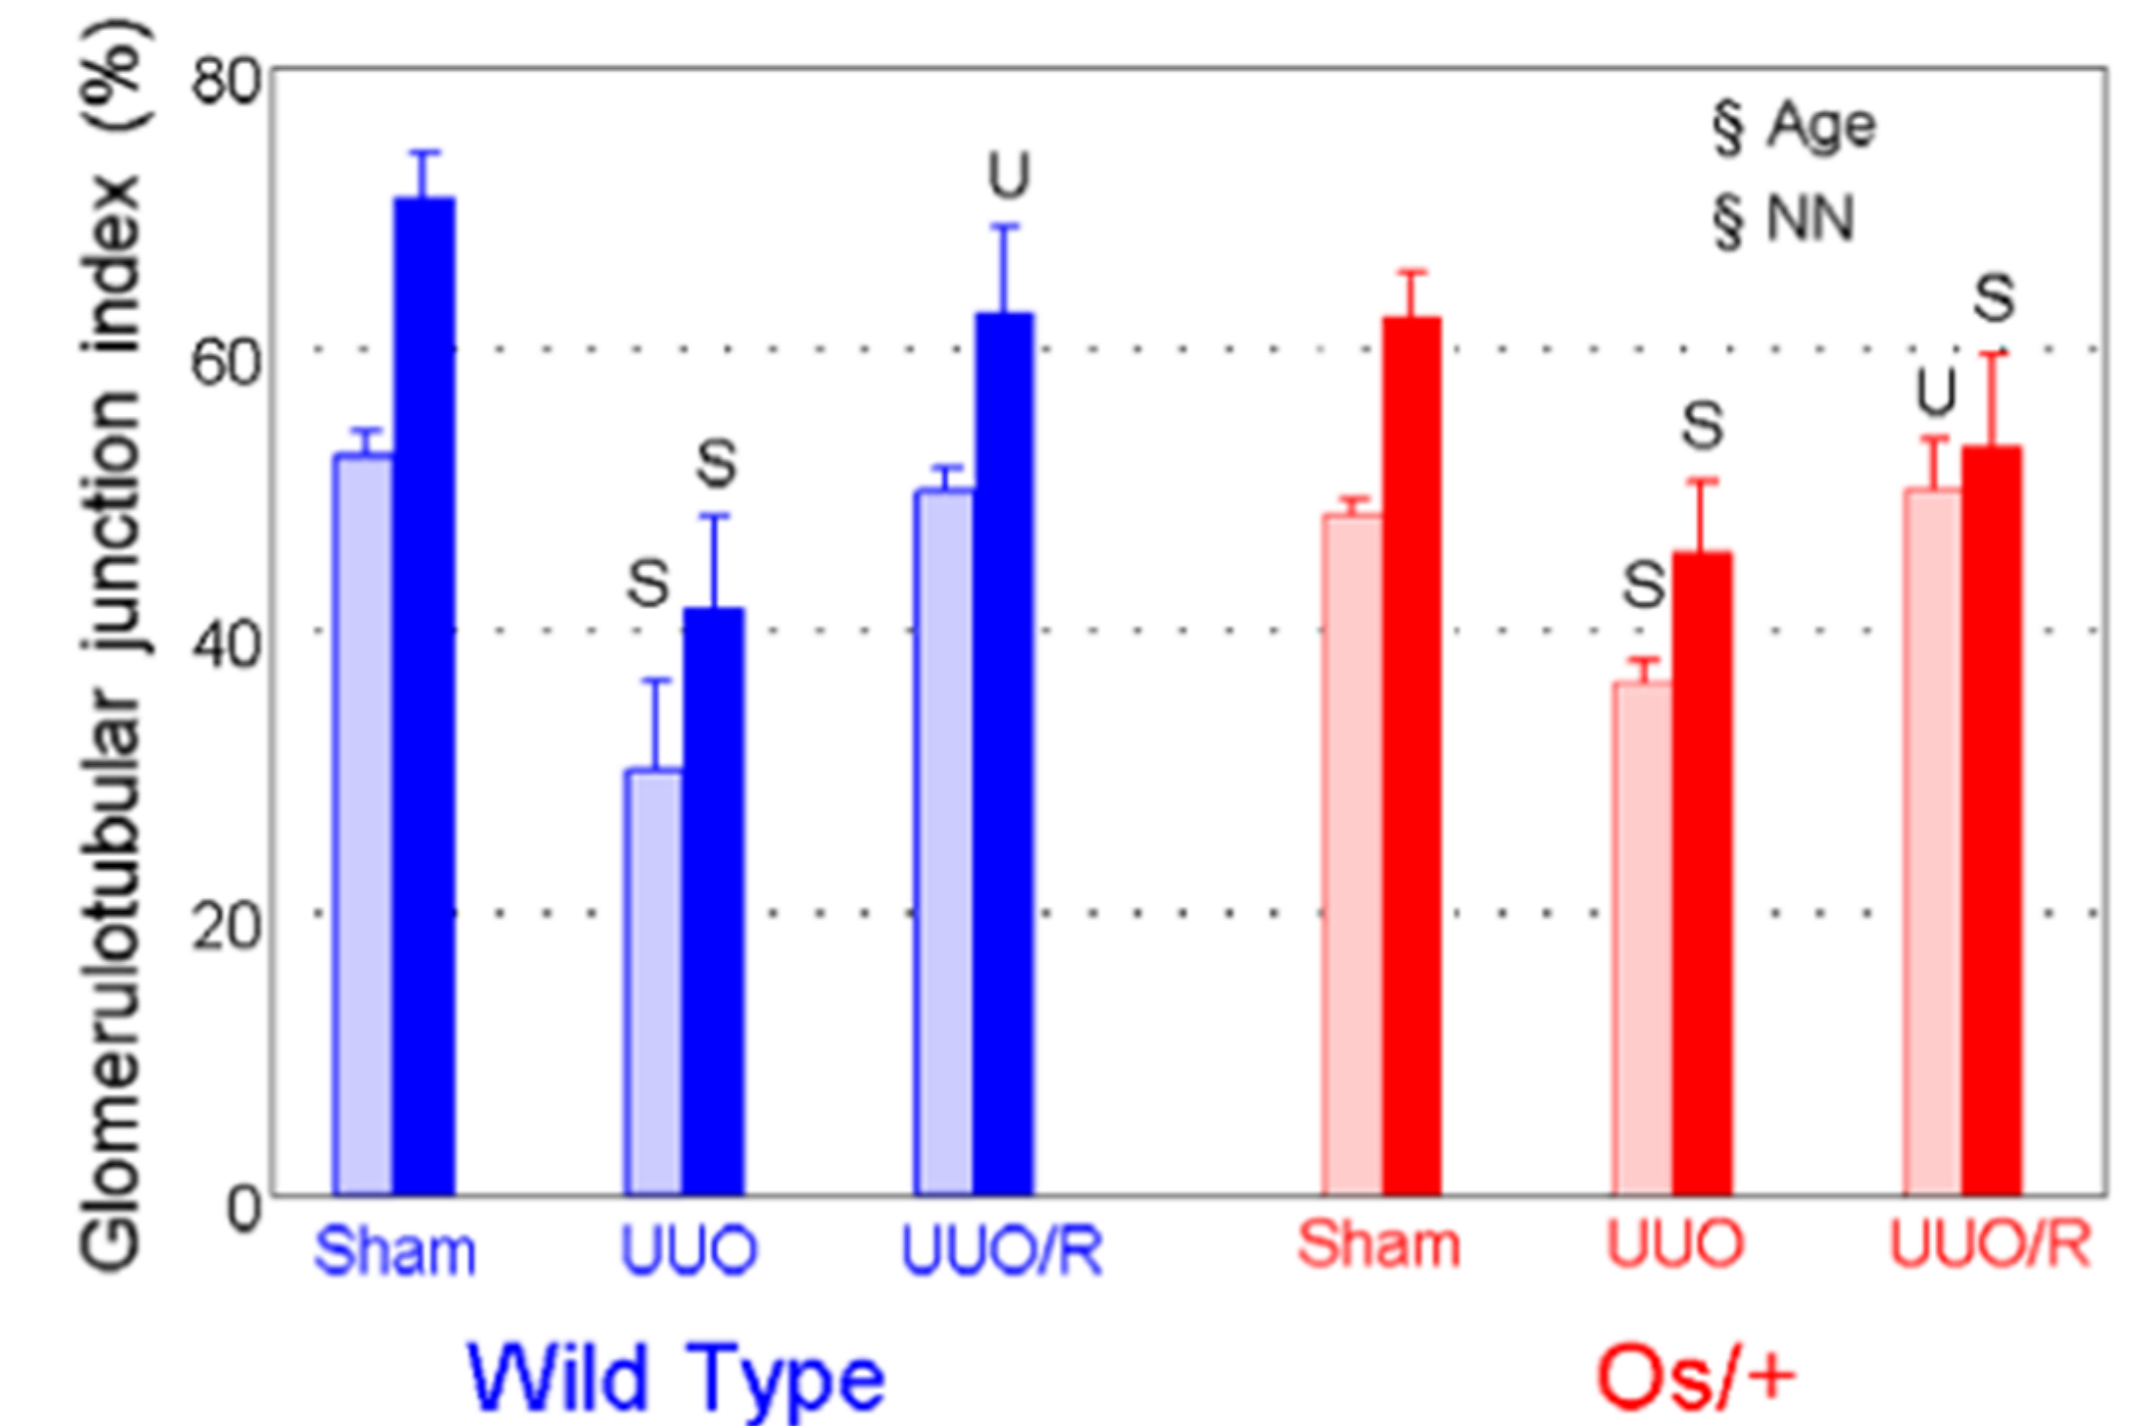 Glomerulotubular junction index (%)
80
60
40
20
0
§ Age
§ NN
S
S
U
S
S
U
S
Sham UUO UUO/R Sham UUO UUO/R
Wild Type Os/+